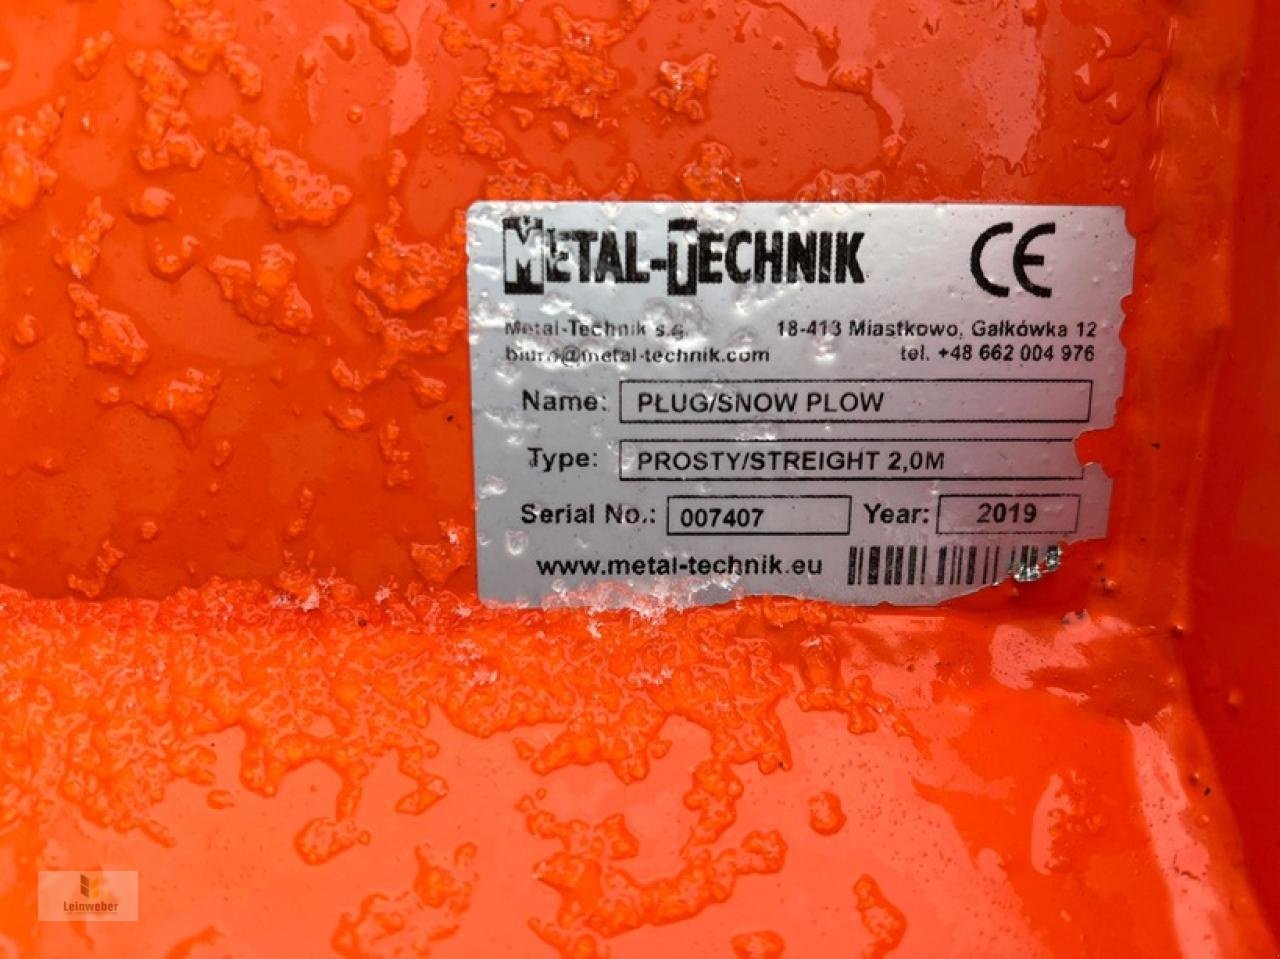 METAL-TECHNIK CE
Metal-Technik s.c. 18-413 Miastkowo, Gałkówka 12
biuro@metal-technik.com tel. +48 662 004 976
Name: PŁUG/SNOW PLOW
Type: PROSTY/STREIGHT 2,0M
Serial No.: 007407 Year: 2019
www.metal-technik.eu
Leinweber